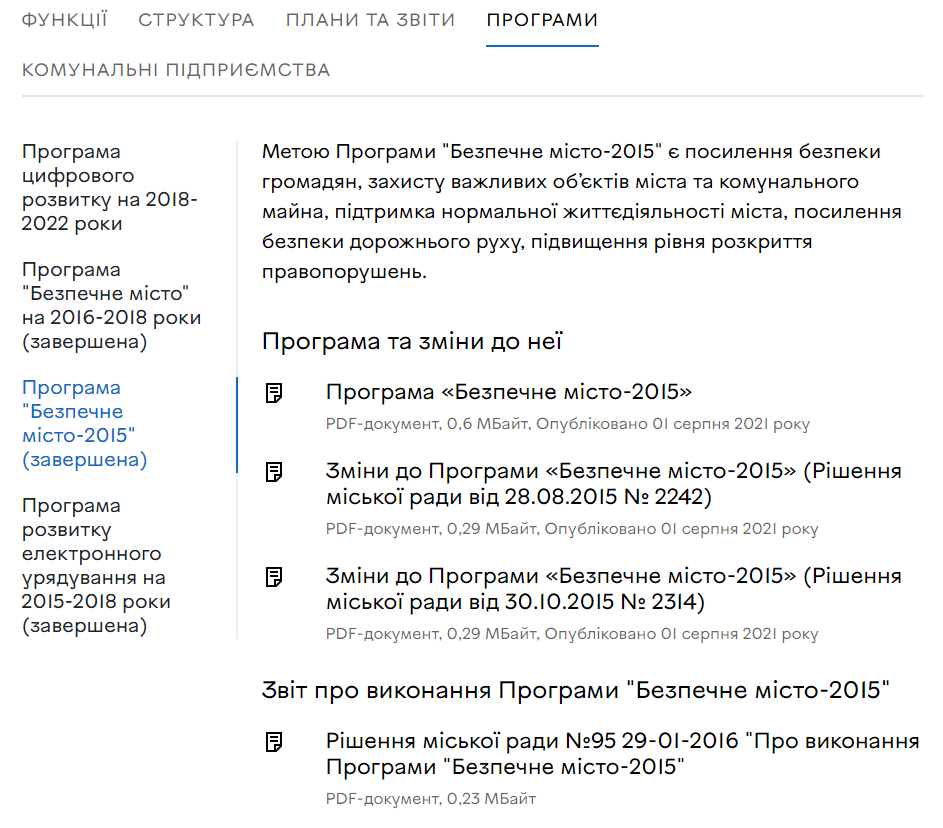 ФУНКЦІЇ СТРУКТУРА ПЛАНИ ТА ЗВІТИ ПРОГРАМИ
КОМУНАЛЬНІ ПІДПРИЄМСТВА
Програма
цифрового
розвитку на 2018-
2022 роки
Програма
"Безпечне місто"
на 2016-2018 роки
(завершена)
Програма
"Безпечне
місто-2015"
(завершена)
Програма
розвитку
електронного
урядування на
2015-2018 роки
(завершена)
Метою Програми "Безпечне місто-2015" є посилення безпеки
громадян, захисту важливих об’єктів міста та комунального
майна, підтримка нормальної життєдіяльності міста, посилення
безпеки дорожнього руху, підвищення рівня розкриття
правопорушень.
Програма та зміни до неї
Програма «Безпечне місто-2015»
PDF-документ, 0,6 МБайт, Опубліковано 01 серпня 2021 року
Зміни до Програми «Безпечне місто-2015» (Рішення
міської ради від 28.08.2015 № 2242)
PDF-документ, 0,29 МБайт, Опубліковано 01 серпня 2021 року
Зміни до Програми «Безпечне місто-2015» (Рішення
міської ради від 30.10.2015 № 2314)
PDF-документ, 0,29 МБайт, Опубліковано 01 серпня 2021 року
Звіт про виконання Програми "Безпечне місто-2015"
Рішення міської ради №95 29-01-2016 "Про виконання
Програми "Безпечне місто-2015"
PDF-документ, 0,23 МБайт